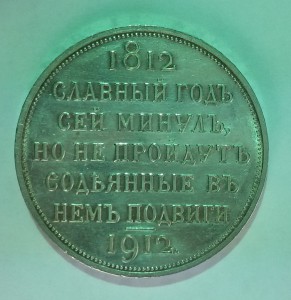 1812
СЛАВНЫЙ ГОДЪ
СЕЙ МИНУЛЪ,
НО НЕ ПРОЙДУТЪ
СОДѢЯННЫЕ ВЪ
НЕМЪ ПОДВИГИ
1912.